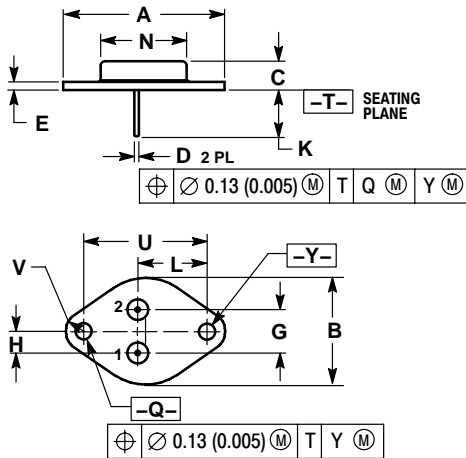 A
N
C
E
-T- SEATING PLANE
K
D 2 PL
⌖ ∅ 0.13 (0.005) Ⓜ T Q Ⓜ Y Ⓜ
U
V
L
-Y-
2
G
B
H
1
-Q-
⌖ ∅ 0.13 (0.005) Ⓜ T Y Ⓜ